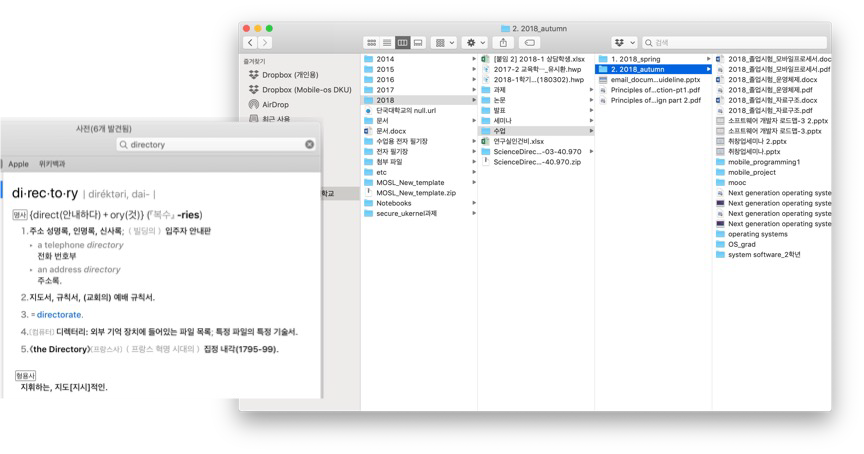 2. 2018_autumn
검색
즐겨찾기
Dropbox (개인용)
Dropbox (Mobile-os DKU)
AirDrop
최근 사용
학교
2014
2015
2016
2017
2018
단국대학교의 null.url
문서
문서.docx
수업용 전자 필기장
전자 필기장
첨부 파일
etc
MOSL_New_template
MOSL_New_template.zip
Notebooks
secure_ukernel과제
[붙임 2] 2018-1 상담학생.xlsx
2017-2 교육학···_유시환.hwp
2018-1학기...(180302).hwp
과제
논문
발표
세미나
수업
연구실인건비.xlsx
ScienceDirec...-03-40.970
ScienceDirec...-40.970.zip
1. 2018_spring
2. 2018_autumn
email_docum...uideline.pptx
Principles of...ction-pt1.pdf
Principles of...ign part 2.pdf
2018_졸업시험_모바일프로세서.doc
2018_졸업시험_모바일프로세서.pdf
2018_졸업시험_운영체제.docx
2018_졸업시험_운영체제.pdf
2018_졸업시험_자료구조.docx
2018_졸업시험_자료구조.pdf
소프트웨어 개발자 로드맵-3 2.pptx
소프트웨어 개발자 로드맵-3.pptx
취창업세미나 2.pptx
취창업세미나.pptx
mobile_programming1
mobile_project
mooc
Next generation operating syste
Next generation operating syste
Next generation operating syste
Next generation operating syste
operating systems
OS_grad
system software_2학년
사전(6개 발견됨)
directory
Apple 위키백과
di·rec·to·ry | diréktəri, dai- |
명사 {direct(안내하다) + ory(것)} (『복수』 -ries)
1. 주소 성명록, 인명록, 신사록; ( 빌딩의 ) 입주자 안내판
▸ a telephone directory
전화 번호부
▸ an address directory
주소록.
2. 지도서, 규칙서, (교회의) 예배 규칙서.
3. = directorate.
4. (컴퓨터) 디렉터리: 외부 기억 장치에 들어있는 파일 목록; 특정 파일의 특정 기술서.
5. 《the Directory》(프랑스사) ( 프랑스 혁명 시대의 ) 집정 내각(1795-99).
형용사
지휘하는, 지도[지시]적인.